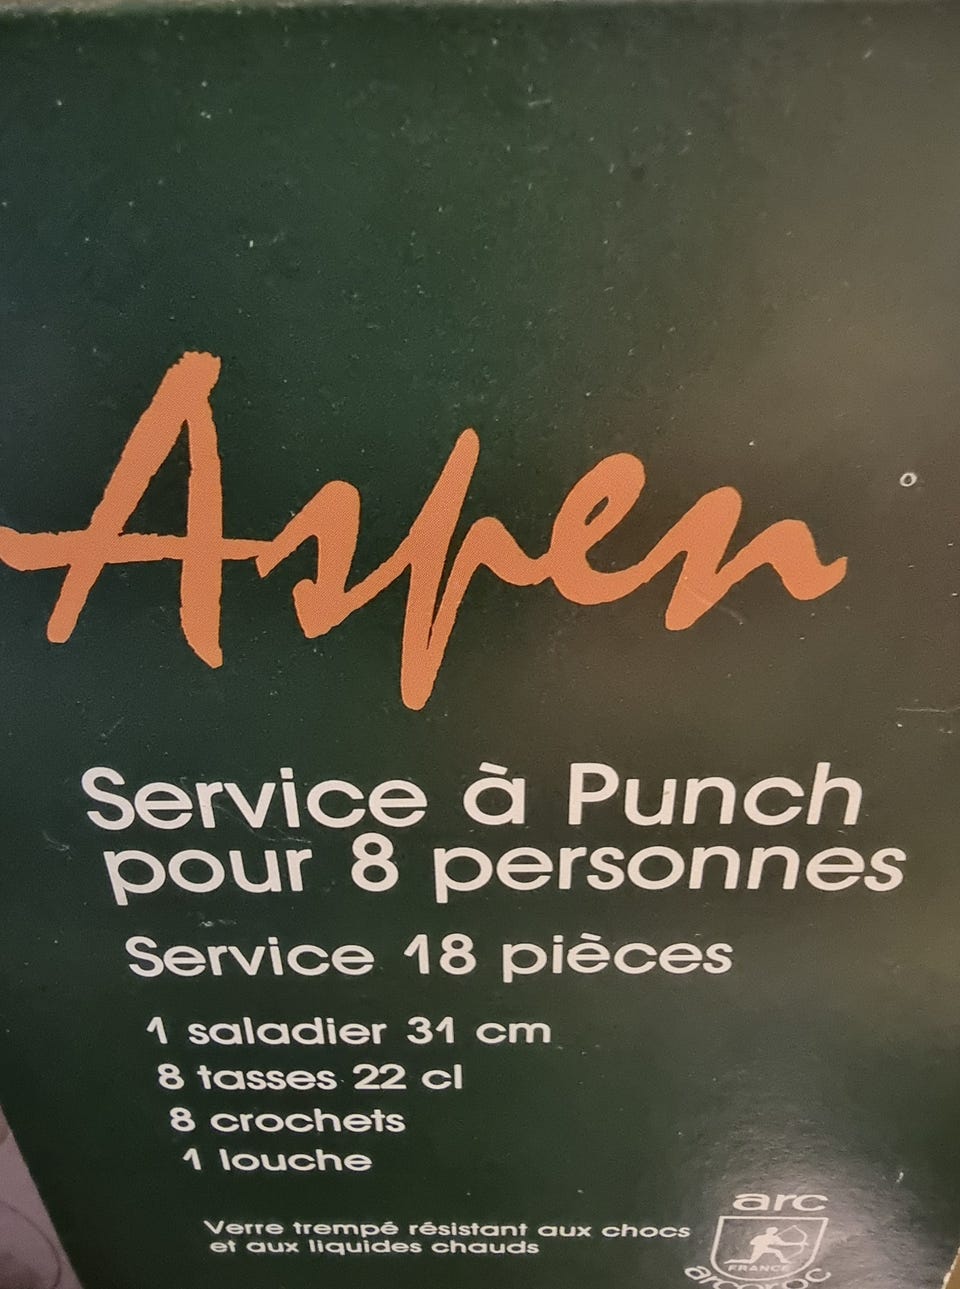 Aspen
Service à Punch
pour 8 personnes
Service 18 pièces
1 saladier 31 cm
8 tasses 22 cl
8 crochets
1 louche
Verre trempé résistant aux chocs
et aux liquides chauds
arc
FRANCE
arcoroc